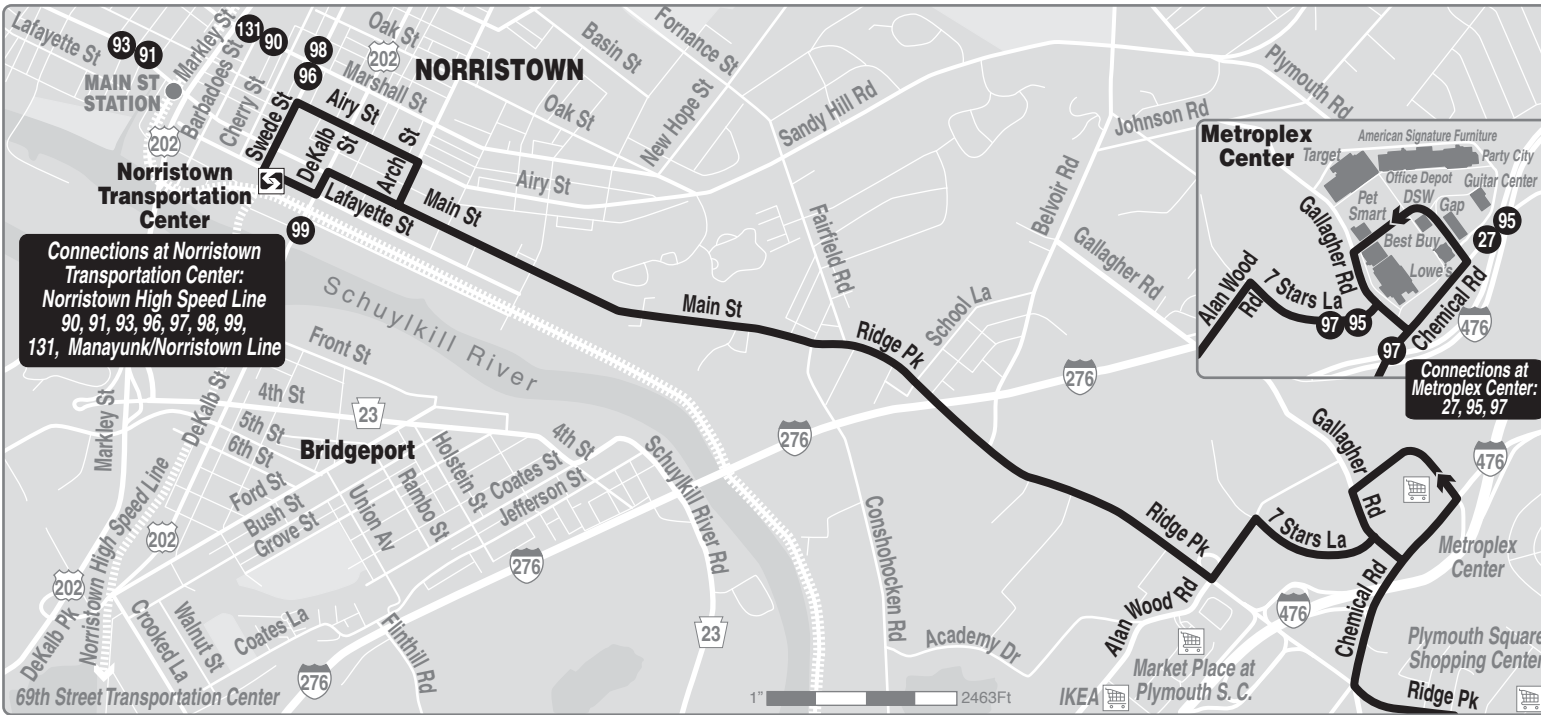 Lafayette St
93
91
Markley St
131
90
98
96
Oak St
202
Basin St
Fornance St
Plymouth Rd
MAIN ST
STATION
Barbadoes St
Cherry St
Marshall St
NORRISTOWN
Oak St
New Hope St
Sandy Hill Rd
Johnson Rd
202
Swede St
Airy St
DeKalb
St
Arch St
Airy St
Main St
Lafayette St
Norristown
Transportation
Center
99
Fairfield Rd
Belvoir Rd
Gallagher Rd
Connections at Norristown
Transportation Center:
Norristown High Speed Line
90, 91, 93, 96, 97, 98, 99,
131, Manayunk/Norristown Line
Schuylkill River
Main St
Ridge Pk
School La
276
Metroplex
Center
American Signature Furniture
Target
Party City
Office Depot
Guitar Center
DSW
Pet
Smart
Gap
Gallagher Rd
95
27
Best Buy
Lowe's
Alan Wood
Rd
7 Stars La
97
95
Chemical Rd
476
97
Connections at
Metroplex Center:
27, 95, 97
Front St
4th St
23
Markley St
DeKalb St
5th St
6th St
Bridgeport
Holstein St
4th St
276
Schuylkill River Rd
Ford St
Bush St
Grove St
Union Av
Rambo St
Coates St
Jefferson St
Norristown High Speed Line
202
202
276
Conshohocken Rd
Ridge Pk
7 Stars La
Gallagher
Rd
476
Metroplex
Center
Chemical Rd
476
DeKalb Pk
Crooked La
Walnut St
Coates La
Flinthill Rd
23
Academy Dr
Alan Wood Rd
Market Place at
Plymouth S. C.
Plymouth Square
Shopping Center
69th Street Transportation Center
276
1"
2463Ft
IKEA
Ridge Pk